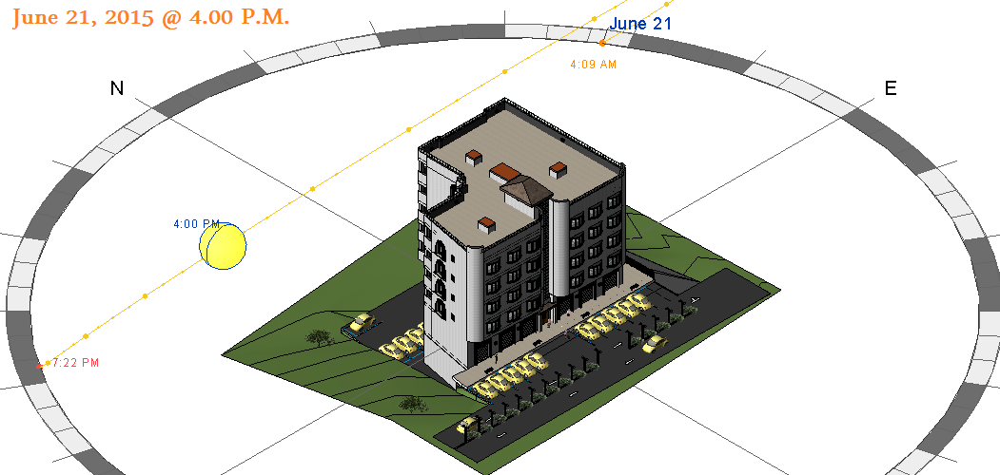 June 21, 2015 @ 4.00 P.M.
June 21
4:09 AM
N
E
4:00 PM
7:22 PM